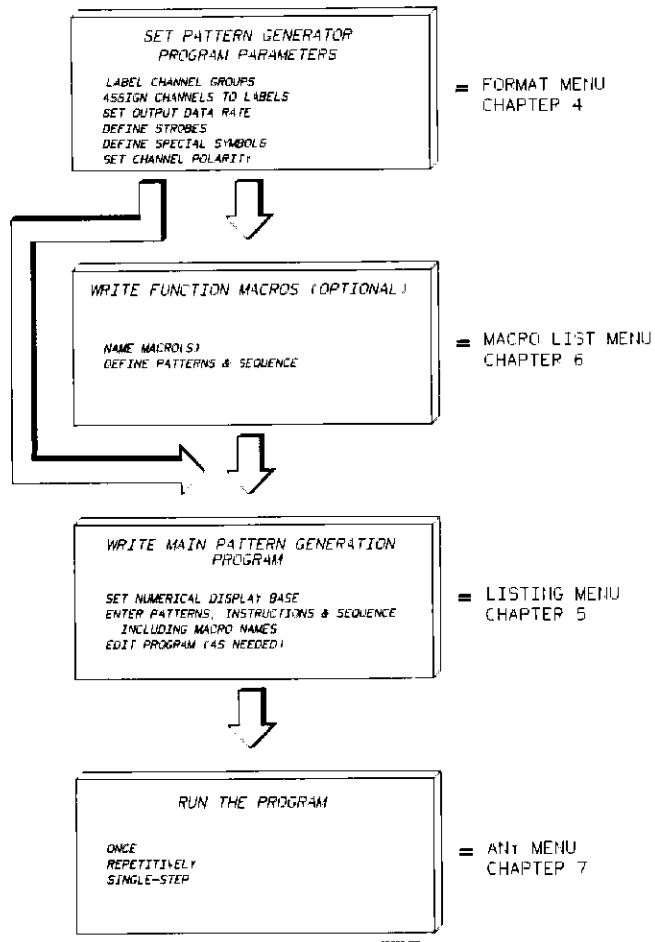 SET PATTERN GENERATOR
PROGRAM PARAMETERS
LABEL CHANNEL GROUPS
ASSIGN CHANNELS TO LABELS
SET OUTPUT DATA RATE
DEFINE STROBES
DEFINE SPECIAL SYMBOLS
SET CHANNEL POLARITY
= FORMAT MENU
CHAPTER 4
WRITE FUNCTION MACROS (OPTIONAL)
NAME MACRO(S)
DEFINE PATTERNS & SEQUENCE
= MACRO LIST MENU
CHAPTER 6
WRITE MAIN PATTERN GENERATION
PROGRAM
SET NUMERICAL DISPLAY BASE
ENTER PATTERNS, INSTRUCTIONS & SEQUENCE
INCLUDING MACRO NAMES
EDIT PROGRAM (AS NEEDED)
= LISTING MENU
CHAPTER 5
RUN THE PROGRAM
ONCE
REPETITIVELY
SINGLE-STEP
= ANY MENU
CHAPTER 7